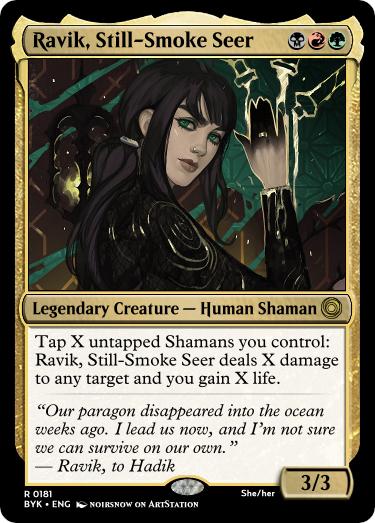 Ravik, Still-Smoke Seer
Legendary Creature — Human Shaman
Tap X untapped Shamans you control:
Ravik, Still-Smoke Seer deals X damage
to any target and you gain X life.
“Our paragon disappeared into the ocean
weeks ago. I lead us now, and I’m not sure
we can survive on our own.”
— Ravik, to Hadik
3/3
R 0181
She/her
BYK • ENG NOIRSNOW on ArtStation